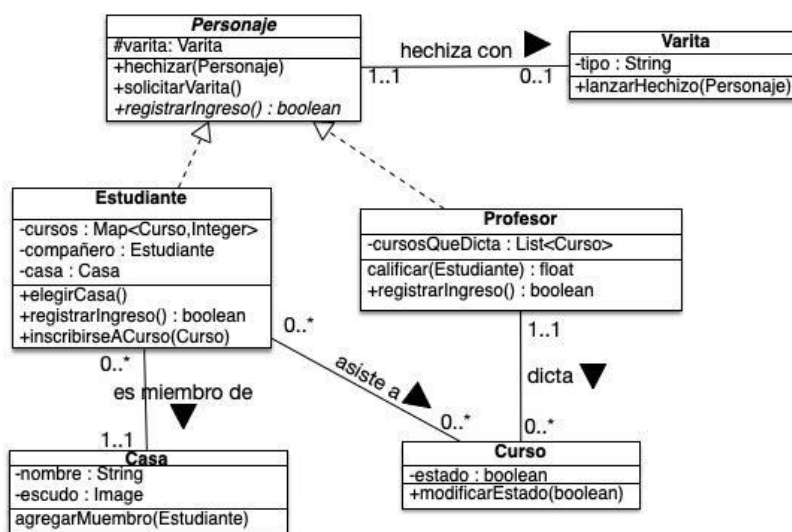 Personaje
#varita: Varita
+hechizar(Personaje)
+solicitarVarita()
+registrarIngreso() : boolean
hechiza con
1..1
0..1
Varita
-tipo : String
+lanzarHechizo(Personaje)
Estudiante
-cursos : Map<Curso,Integer>
-compañero : Estudiante
-casa : Casa
+elegirCasa()
+registrarIngreso() : boolean
+inscribirseACurso(Curso)
Profesor
-cursosQueDicta : List<Curso>
calificar(Estudiante) : float
+registrarIngreso() : boolean
0..*
es miembro de
1..1
0..*
asiste a
0..*
1..1
dicta
0..*
Casa
-nombre : String
-escudo : Image
agregarMuembro(Estudiante)
Curso
-estado : boolean
+modificarEstado(boolean)